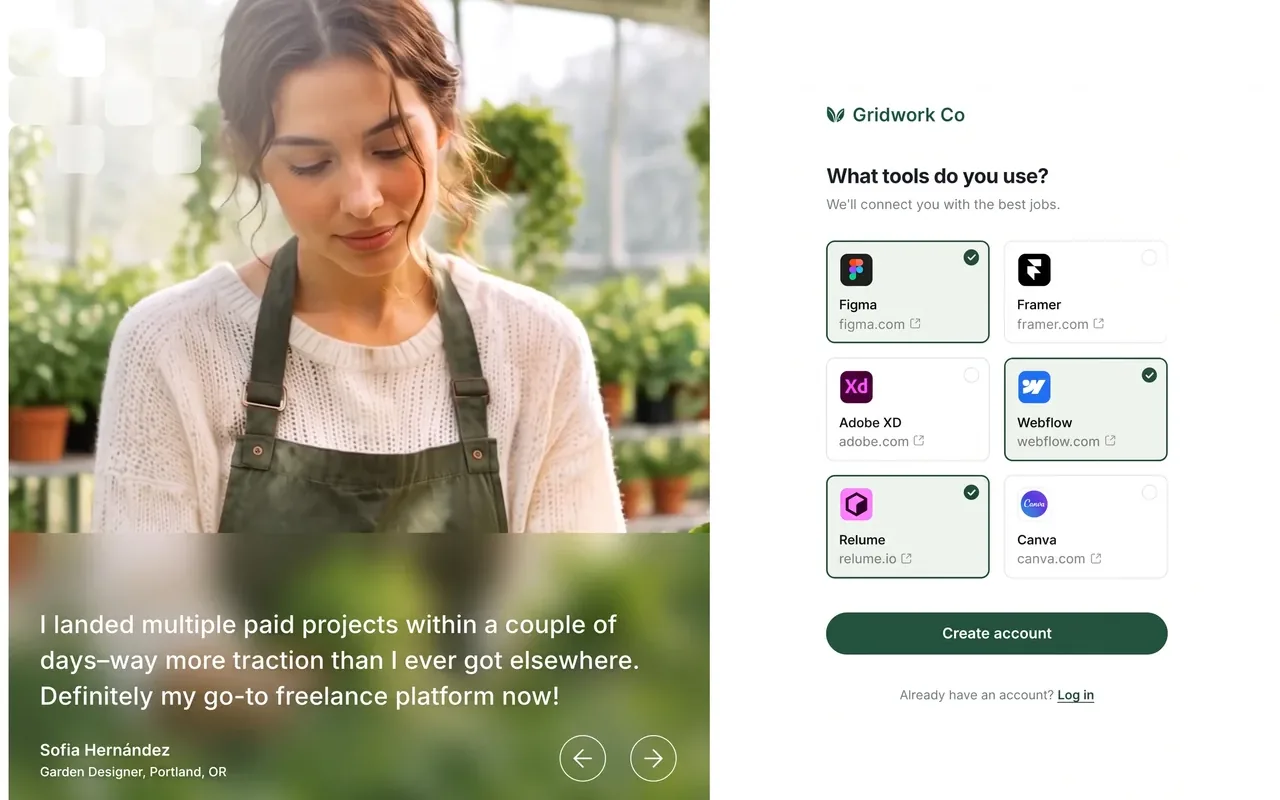 Gridwork Co
What tools do you use?
We'll connect you with the best jobs.
Figma
figma.com
Framer
framer.com
Xd
Adobe XD
adobe.com
Webflow
webflow.com
Relume
relume.io
Canva
Canva
canva.com
Create account
Already have an account? Log in
I landed multiple paid projects within a couple of
days–way more traction than I ever got elsewhere.
Definitely my go-to freelance platform now!
Sofia Hernández
Garden Designer, Portland, OR